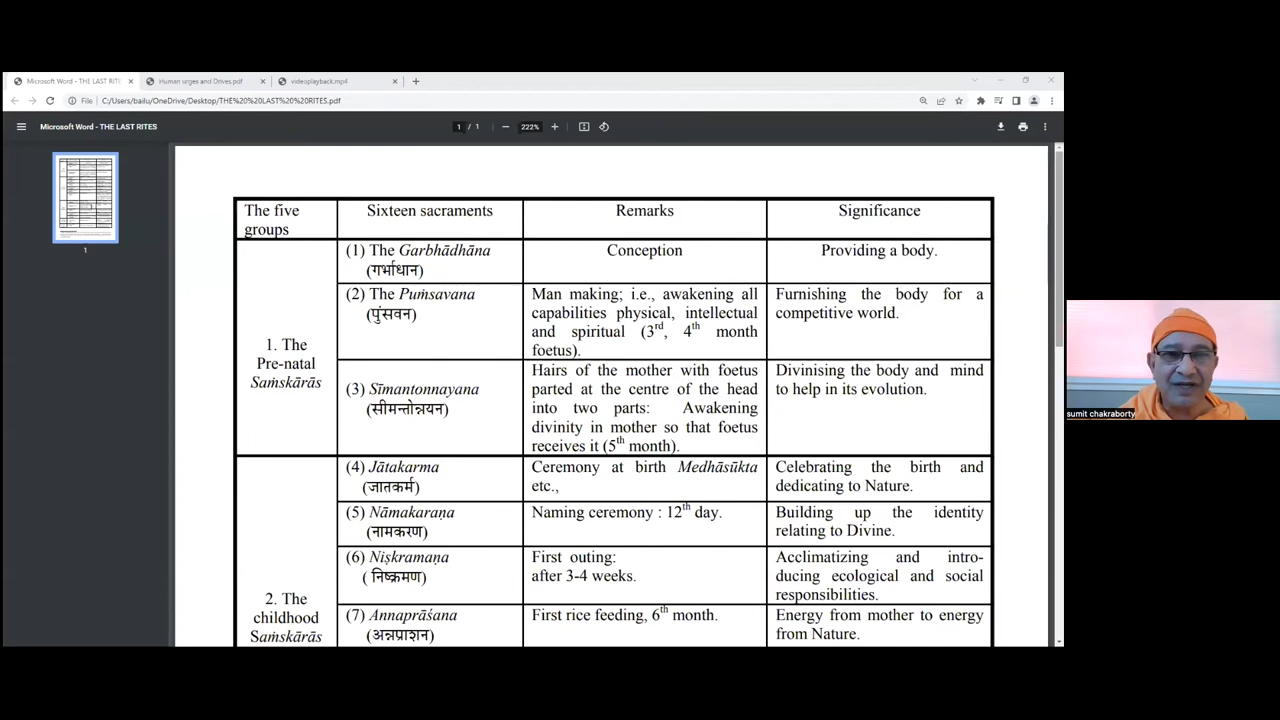 Microsoft Word - THE LAST RITES
Human urges and Drives.pdf
videoplayback.mp4
File C:/Users/bailu/OneDrive/Desktop/THE%20%20LAST%20%20RITES.pdf
Microsoft Word - THE LAST RITES
1 / 1
222%
1
The five groups
Sixteen sacraments
Remarks
Significance
1. The
Pre-natal
Saṁskārās
(1) The Garbhādhāna
(गर्भाधान)
Conception
Providing a body.
(2) The Puṁsavana
(पुंसवन)
Man making; i.e., awakening all
capabilities physical, intellectual
and spiritual (3rd, 4th month
foetus).
Furnishing the body for a
competitive world.
(3) Sīmantonnayana
(सीमन्तोन्नयन)
Hairs of the mother with foetus
parted at the centre of the head
into two parts: Awakening
divinity in mother so that foetus
receives it (5th month).
Divinising the body and mind
to help in its evolution.
2. The
childhood
Saṁskārās
(4) Jātakarma
(जातकर्म)
Ceremony at birth Medhāsūkta
etc.,
Celebrating the birth and
dedicating to Nature.
(5) Nāmakaraṇa
(नामकरण)
Naming ceremony : 12th day.
Building up the identity
relating to Divine.
(6) Niṣkramaṇa
( निष्क्रमण)
First outing:
after 3-4 weeks.
Acclimatizing and intro-
ducing ecological and social
responsibilities.
(7) Annaprāśana
(अन्नप्राशन)
First rice feeding, 6th month.
Energy from mother to energy
from Nature.
sumit chakraborty